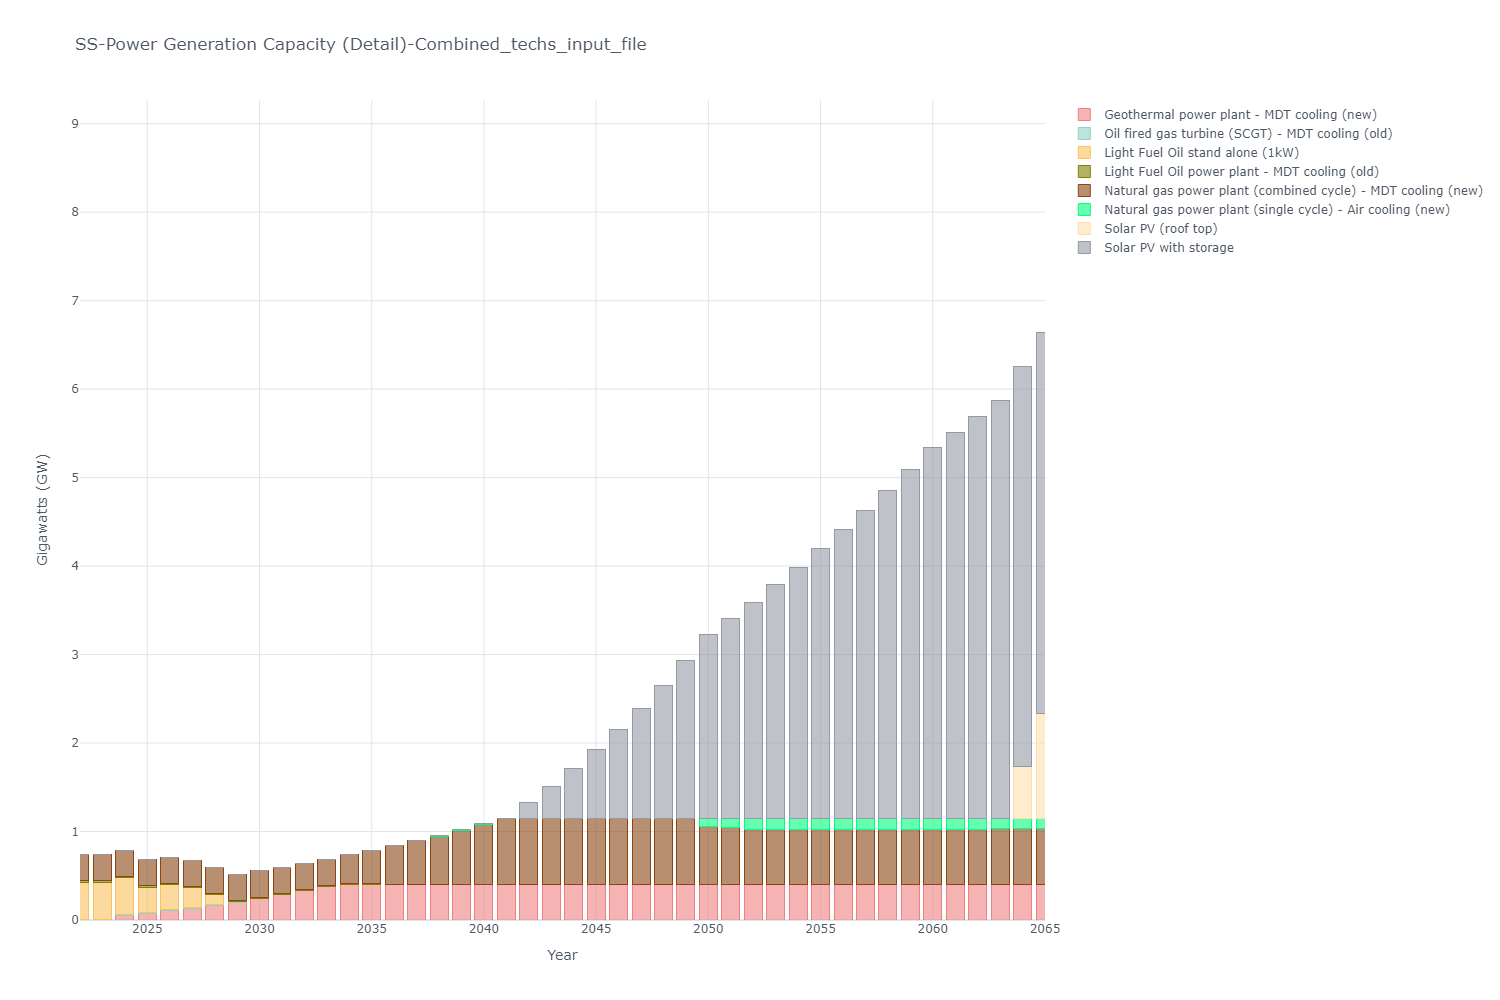 SS-Power Generation Capacity (Detail)-Combined_techs_input_file
Geothermal power plant - MDT cooling (new)
Oil fired gas turbine (SCGT) - MDT cooling (old)
Light Fuel Oil stand alone (1kW)
Light Fuel Oil power plant - MDT cooling (old)
Natural gas power plant (combined cycle) - MDT cooling (new)
Natural gas power plant (single cycle) - Air cooling (new)
Solar PV (roof top)
Solar PV with storage
Gigawatts (GW)
9
8
7
6
5
4
3
2
1
0
2025 2030 2035 2040 2045 2050 2055 2060 2065
Year